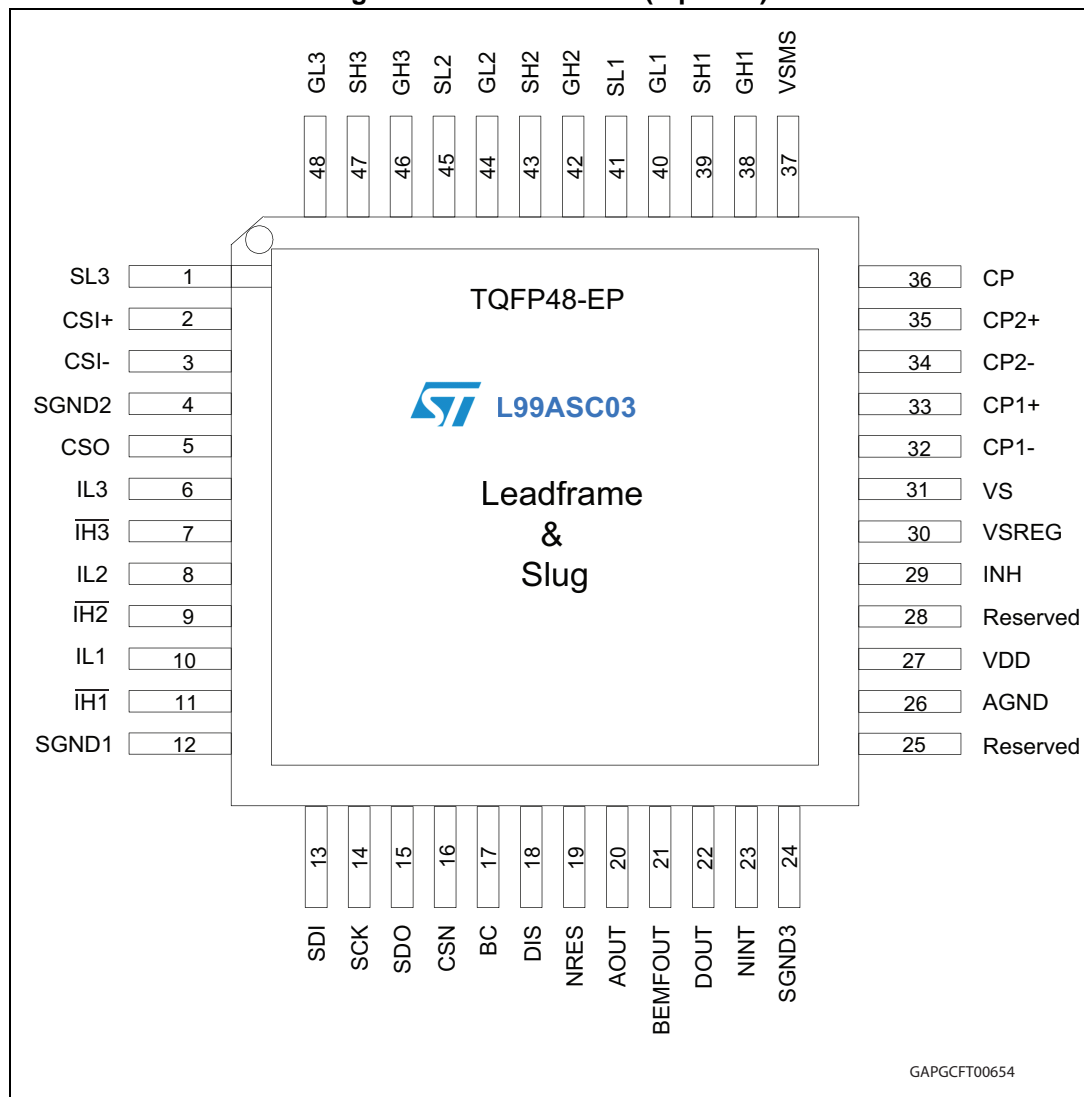 GL3 SH3 GH3 SL2 GL2 SH2 GH2 SL1 GL1 SH1 GH1 VSMS
48 47 46 45 44 43 42 41 40 39 38 37
SL3 1
CSI+ 2
CSI- 3
SGND2 4
CSO 5
IL3 6
I̅H̅3̅ 7
IL2 8
I̅H̅2̅ 9
IL1 10
I̅H̅1̅ 11
SGND1 12
TQFP48-EP
ST L99ASC03
Leadframe
&
Slug
36 CP
35 CP2+
34 CP2-
33 CP1+
32 CP1-
31 VS
30 VSREG
29 INH
28 Reserved
27 VDD
26 AGND
25 Reserved
13 14 15 16 17 18 19 20 21 22 23 24
SDI SCK SDO CSN BC DIS NRES AOUT BEMFOUT DOUT NINT SGND3
GAPGCFT00654